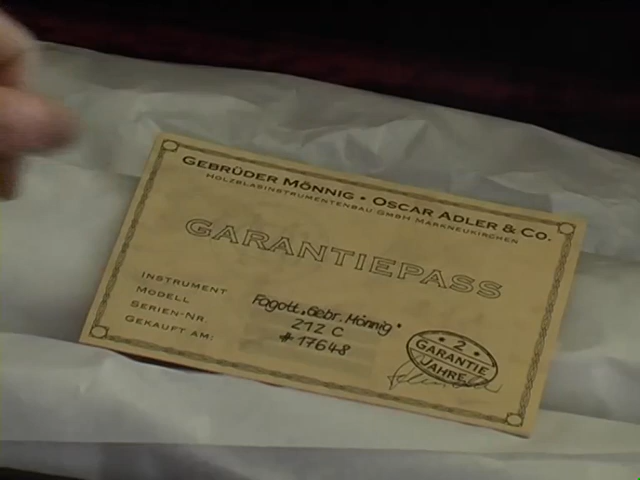 GEBRÜDER MÖNNIG • OSCAR ADLER & CO.
HOLZBLASINSTRUMENTENBAU GMBH MARKNEUKIRCHEN
GARANTIEPASS
INSTRUMENT Fagott „Gebr. Mönnig"
MODELL 212 C
SERIEN-NR. #17648
GEKAUFT AM:
• 2 •
GARANTIE
JAHRE